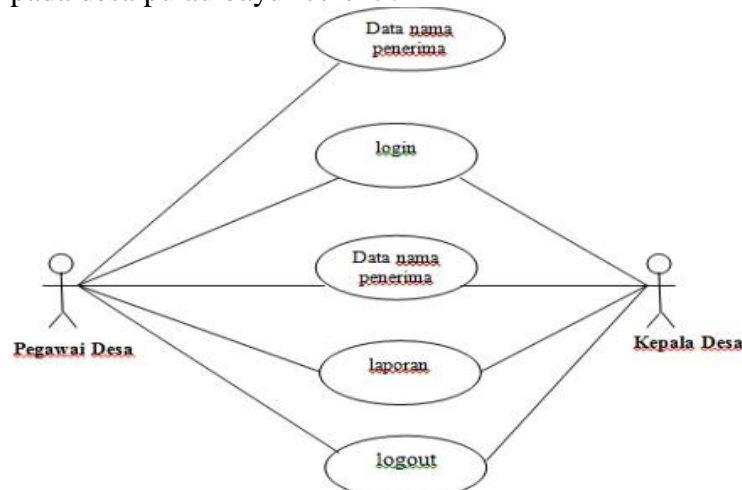 Data nama
penerima
login
Data nama
penerima
Pegawai Desa
Kepala Desa
laporan
logout